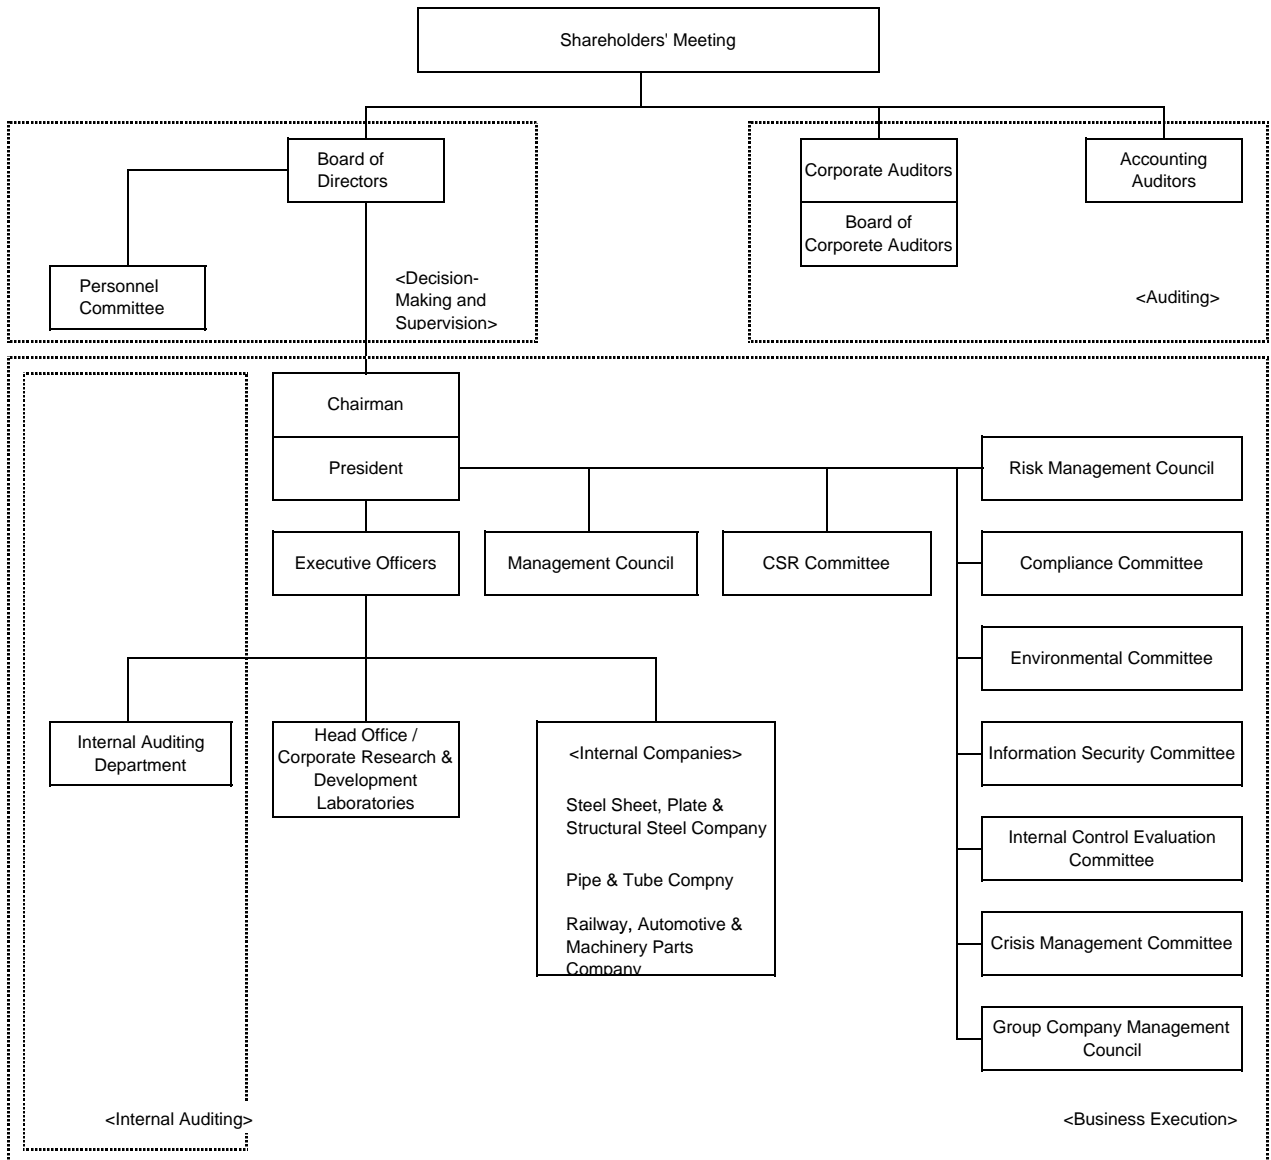 Shareholders' Meeting
Board of
Directors
Corporate Auditors
Accounting
Auditors
Board of
Corporete Auditors
Personnel
Committee
<Decision-
Making and
Supervision>
<Auditing>
Chairman
President
Risk Management Council
Executive Officers
Management Council
CSR Committee
Compliance Committee
Environmental Committee
Internal Auditing
Department
Head Office /
Corporate Research &
Development
Laboratories
<Internal Companies>
Steel Sheet, Plate &
Structural Steel Company
Pipe & Tube Compny
Railway, Automotive &
Machinery Parts
Company
Information Security Committee
Internal Control Evaluation
Committee
Crisis Management Committee
Group Company Management
Council
<Internal Auditing>
<Business Execution>